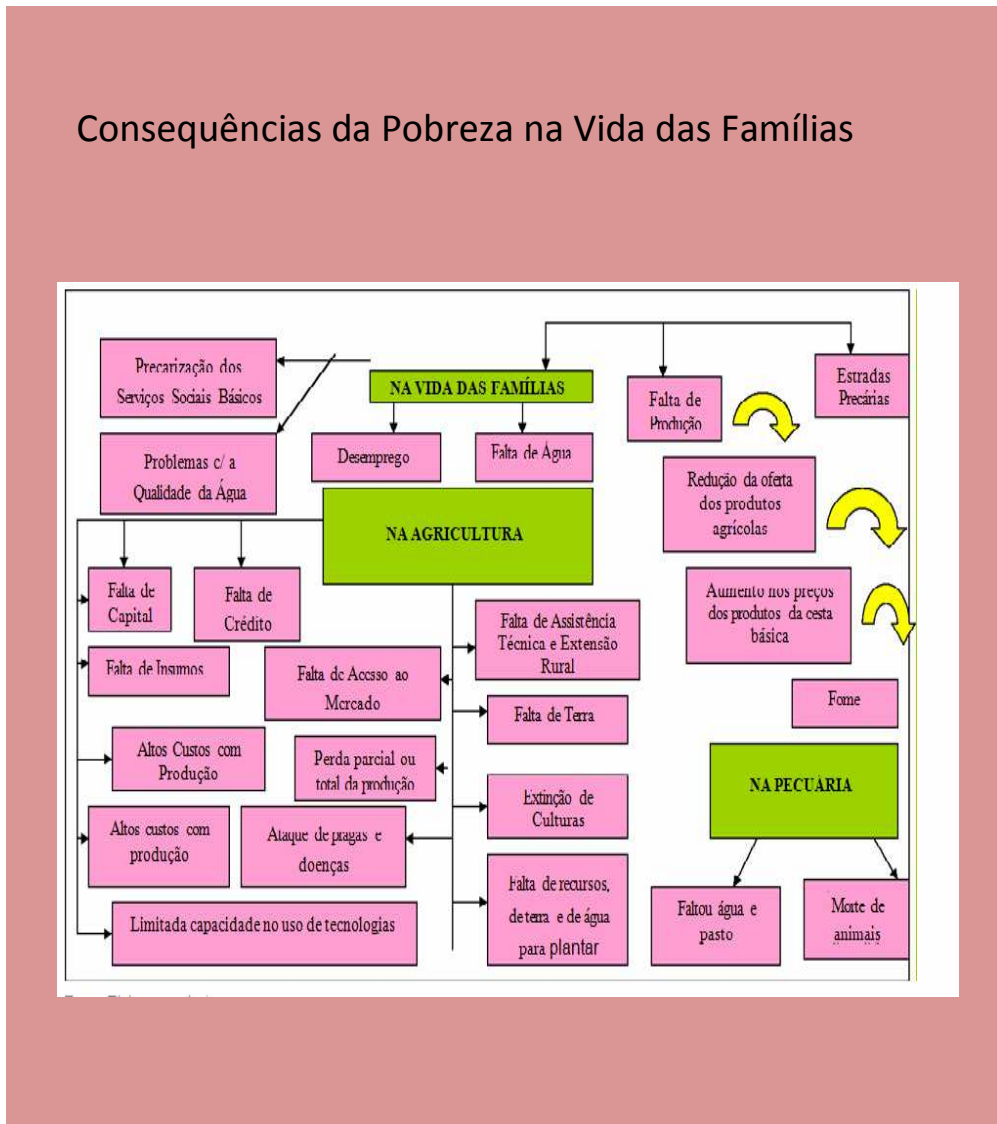 Consequências da Pobreza na Vida das Famílias
Precarização dos
Serviços Sociais Básicos
NA VIDA DAS FAMÍLIAS
Falta de
Produção
Estradas
Precárias
Problemas c/ a
Qualidade da Água
Desemprego
Falta de Água
Redução da oferta
dos produtos
agrícolas
NA AGRICULTURA
Falta de
Capital
Falta de
Crédito
Aumento nos preços
dos produtos da cesta
básica
Falta de Assistência
Técnica e Extensão
Rural
Falta de Insumos
Falta de Acesso ao
Mercado
Falta de Terra
Fome
Altos Custos com
Produção
Perda parcial ou
total da produção
NA PECUÁRIA
Extinção de
Culturas
Altos custos com
produção
Ataque de pragas e
doenças
Falta de recursos,
de terra e de água
para plantar
Faltou água e
pasto
Morte de
animais
Limitada capacidade no uso de tecnologias